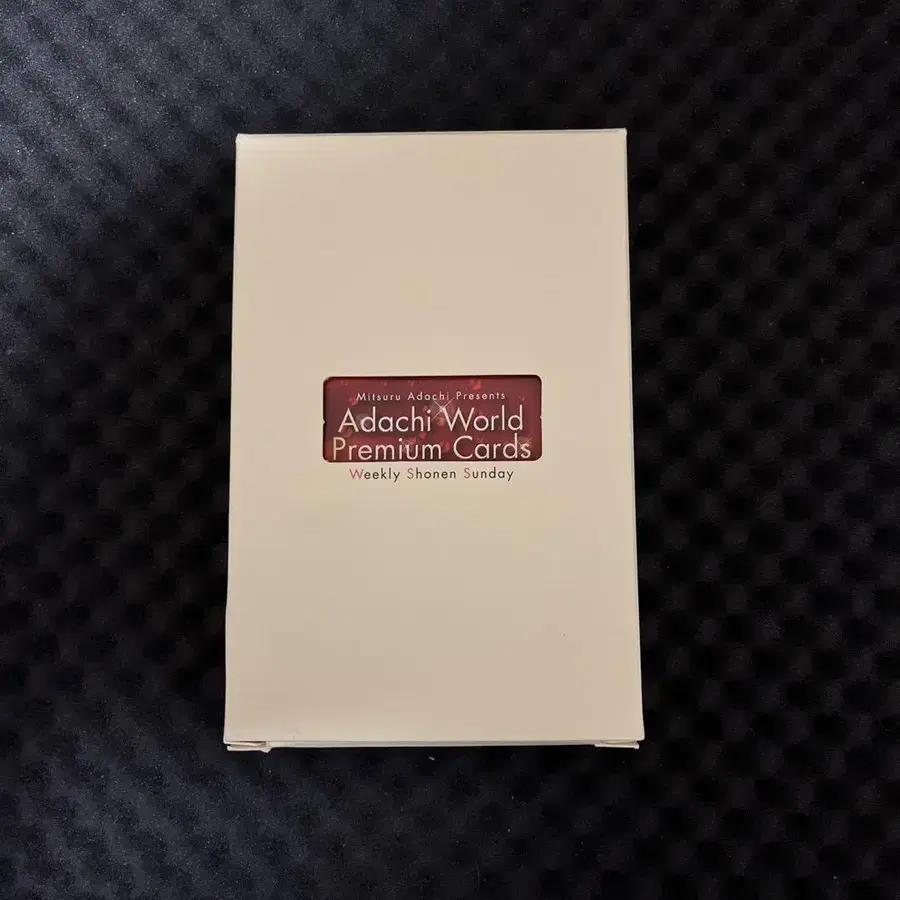 Mitsuru Adachi Presents
Adachi World
Premium Cards
Weekly Shonen Sunday